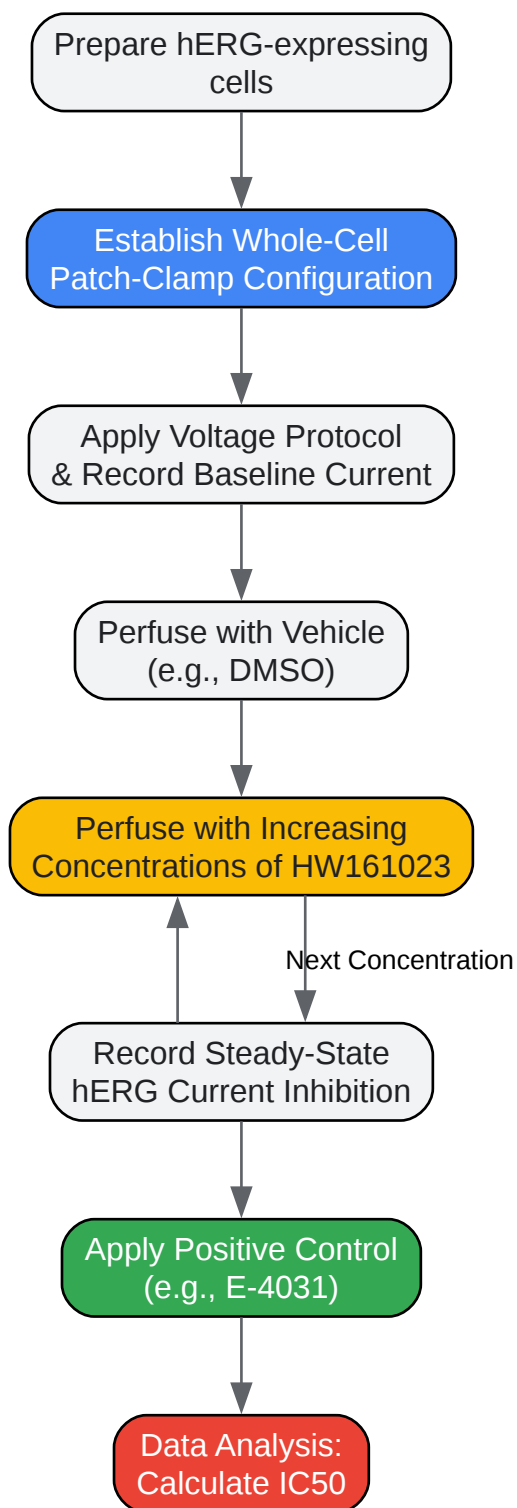 Prepare hERG-expressing
cells
Establish Whole-Cell
Patch-Clamp Configuration
Apply Voltage Protocol
& Record Baseline Current
Perfuse with Vehicle
(e.g., DMSO)
Perfuse with Increasing
Concentrations of HW161023
Next Concentration
Record Steady-State
hERG Current Inhibition
Apply Positive Control
(e.g., E-4031)
Data Analysis:
Calculate IC50